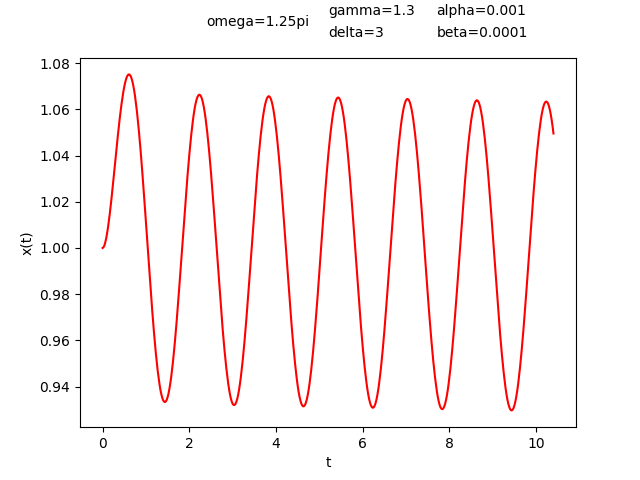 gamma=1.3 alpha=0.001
omega=1.25pi
delta=3 beta=0.0001
1.08
1.06
1.04
1.02
1.00
0.98
0.96
0.94
x(t)
0 2 4 6 8 10
t